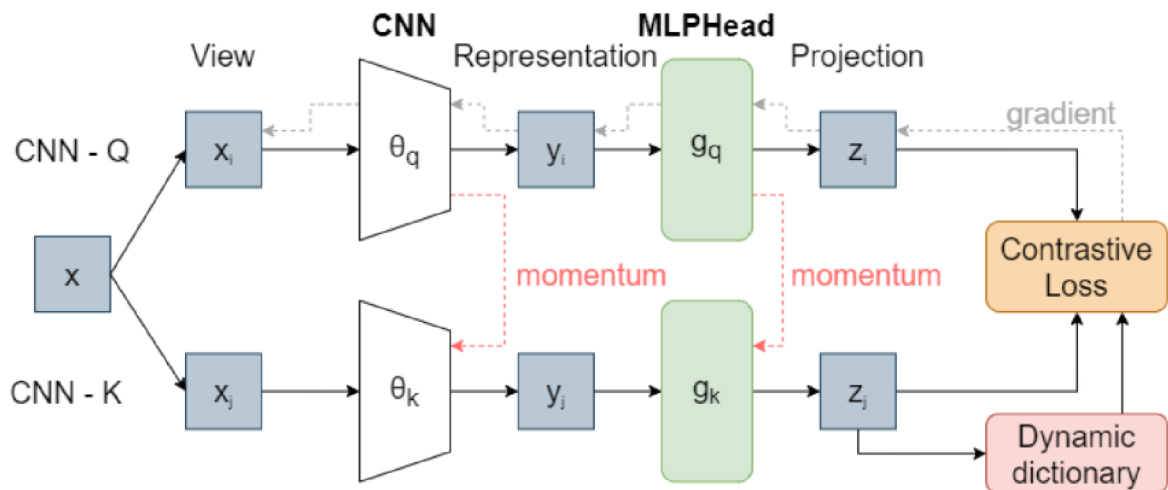 CNN
MLPHead
View
Representation
Projection
gradient
CNN - Q
xᵢ
θq
yᵢ
gq
zᵢ
x
momentum
momentum
Contrastive
Loss
CNN - K
xⱼ
θk
yⱼ
gk
zⱼ
Dynamic
dictionary